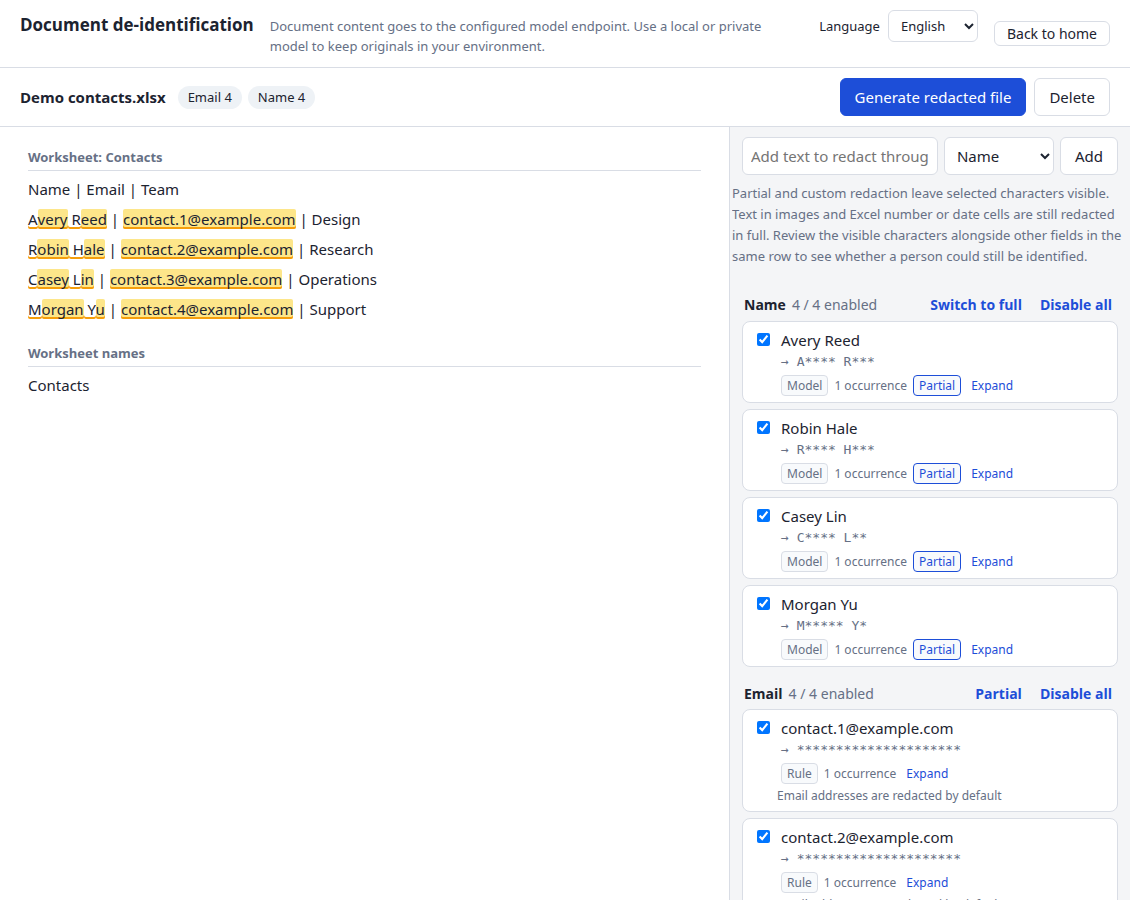 Document de-identification
Document content goes to the configured model endpoint. Use a local or private
model to keep originals in your environment.
Language
English
Back to home
Demo contacts.xlsx
Email 4
Name 4
Generate redacted file
Delete
Worksheet: Contacts
Name | Email | Team
Avery Reed | contact.1@example.com | Design
Robin Hale | contact.2@example.com | Research
Casey Lin | contact.3@example.com | Operations
Morgan Yu | contact.4@example.com | Support
Worksheet names
Contacts
Add text to redact throug
Name
Add
Partial and custom redaction leave selected characters visible.
Text in images and Excel number or date cells are still redacted
in full. Review the visible characters alongside other fields in the
same row to see whether a person could still be identified.
Name 4 / 4 enabled Switch to full Disable all
Avery Reed
→ A**** R***
Model 1 occurrence Partial Expand
Robin Hale
→ R**** H***
Model 1 occurrence Partial Expand
Casey Lin
→ C**** L**
Model 1 occurrence Partial Expand
Morgan Yu
→ M***** Y*
Model 1 occurrence Partial Expand
Email 4 / 4 enabled Partial Disable all
contact.1@example.com
→ *********************
Rule 1 occurrence Expand
Email addresses are redacted by default
contact.2@example.com
→ *********************
Rule 1 occurrence Expand